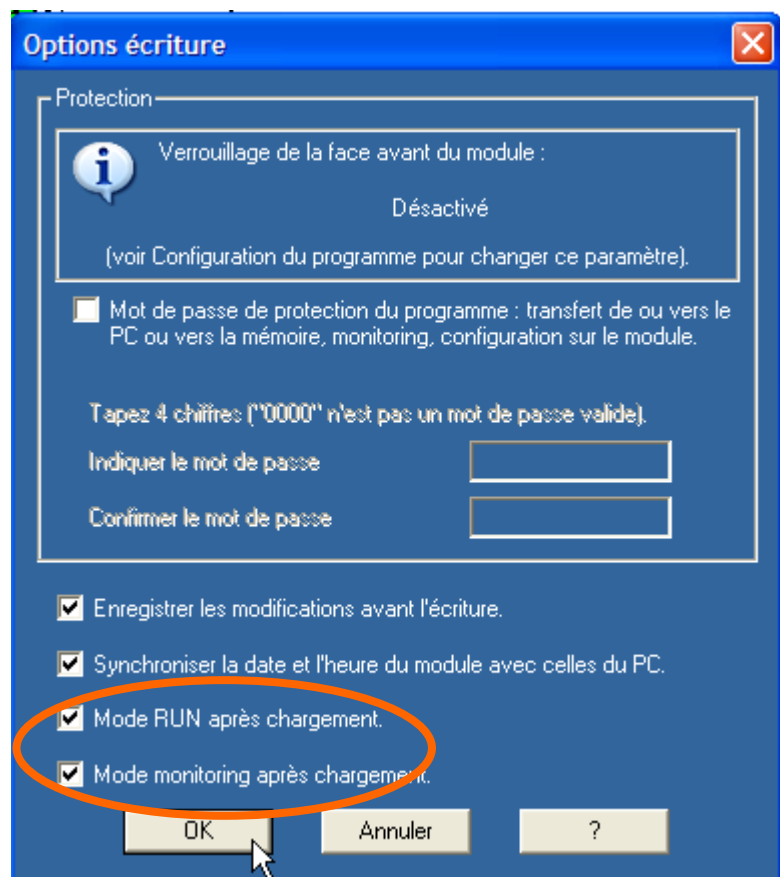 Options écriture
Protection
Verrouillage de la face avant du module :
Désactivé
(voir Configuration du programme pour changer ce paramètre).
Mot de passe de protection du programme : transfert de ou vers le
PC ou vers la mémoire, monitoring, configuration sur le module.
Tapez 4 chiffres ("0000" n'est pas un mot de passe valide).
Indiquer le mot de passe
Confirmer le mot de passe
Enregistrer les modifications avant l'écriture.
Synchroniser la date et l'heure du module avec celles du PC.
Mode RUN après chargement.
Mode monitoring après chargement.
OK Annuler ?